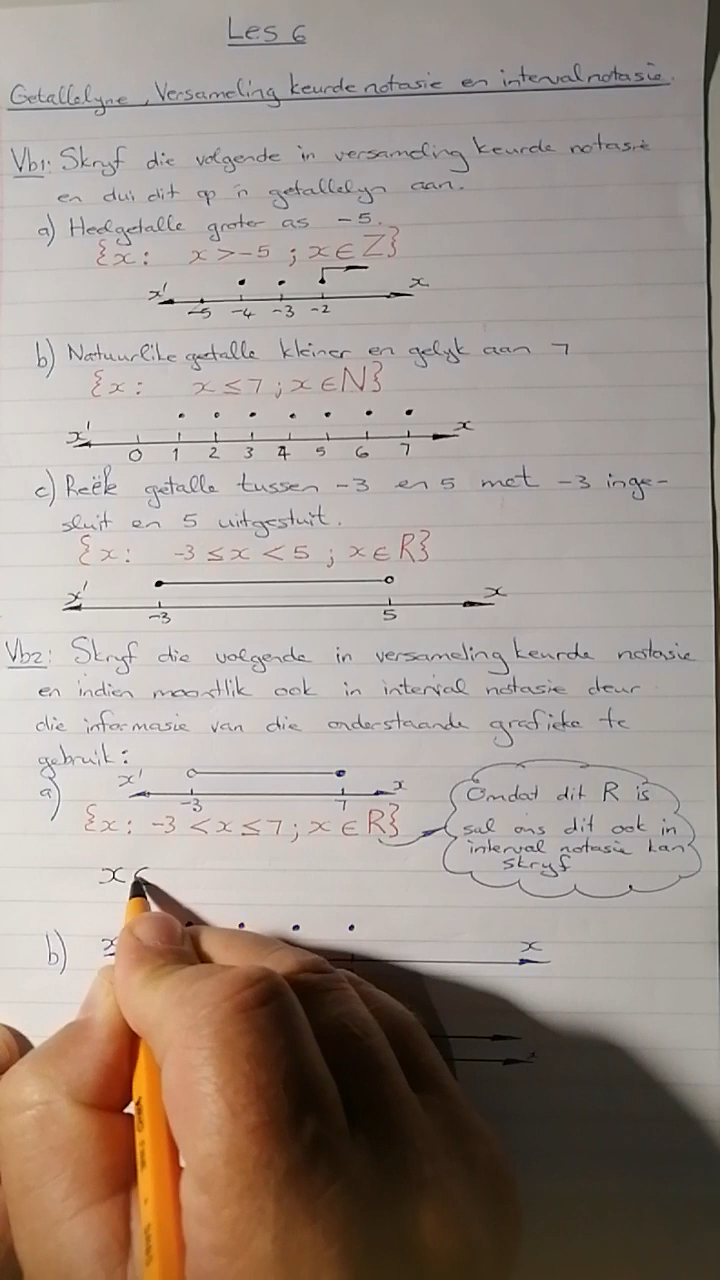 Les 6
Getallelyne, Versameling keurde notasie en intervalnotasie.
Vb1: Skryf die volgende in versameling keurde notasie
en dui dit op 'n getallelyn aan.
a) Heelgetalle groter as -5.
{x: x > -5 ; x ∈ Z}
x' x
-5 -4 -3 -2
b) Natuurlike getalle kleiner en gelyk aan 7
{x: x ≤ 7 ; x ∈ N}
x' x
0 1 2 3 4 5 6 7
c) Reële getalle tussen -3 en 5 met -3 inge-
sluit en 5 uitgesluit.
{x: -3 ≤ x < 5 ; x ∈ R}
x' x
-3 5
Vb2: Skryf die volgende in versameling keurde notasie
en indien moontlik ook in interval notasie deur
die informasie van die onderstaande grafieke te
gebruik:
a) x' x
-3 7
{x: -3 < x ≤ 7 ; x ∈ R}
Omdat dit R is
sal ons dit ook in
interval notasie kan
skryf
x
b) x